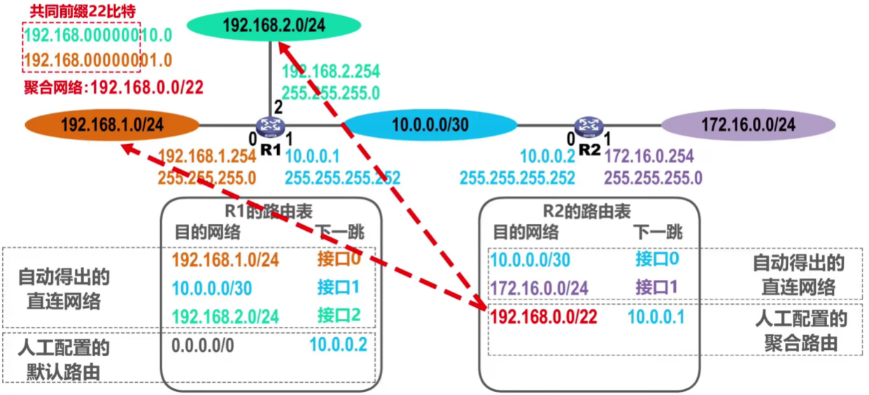 共同前缀22比特
192.168.00000010.0
192.168.00000001.0
聚合网络:192.168.0.0/22
192.168.2.0/24
192.168.2.254
255.255.255.0
2
192.168.1.0/24
0
R1
1
10.0.0.0/30
0
R2
1
172.16.0.0/24
192.168.1.254
255.255.255.0
10.0.0.1
255.255.255.252
10.0.0.2
255.255.255.252
172.16.0.254
255.255.255.0
R1的路由表
目的网络 下一跳
192.168.1.0/24 接口0
10.0.0.0/30 接口1
192.168.2.0/24 接口2
0.0.0.0/0 10.0.0.2
自动得出的
直连网络
人工配置的
默认路由
R2的路由表
目的网络 下一跳
10.0.0.0/30 接口0
172.16.0.0/24 接口1
192.168.0.0/22 10.0.0.1
自动得出的
直连网络
人工配置的
聚合路由